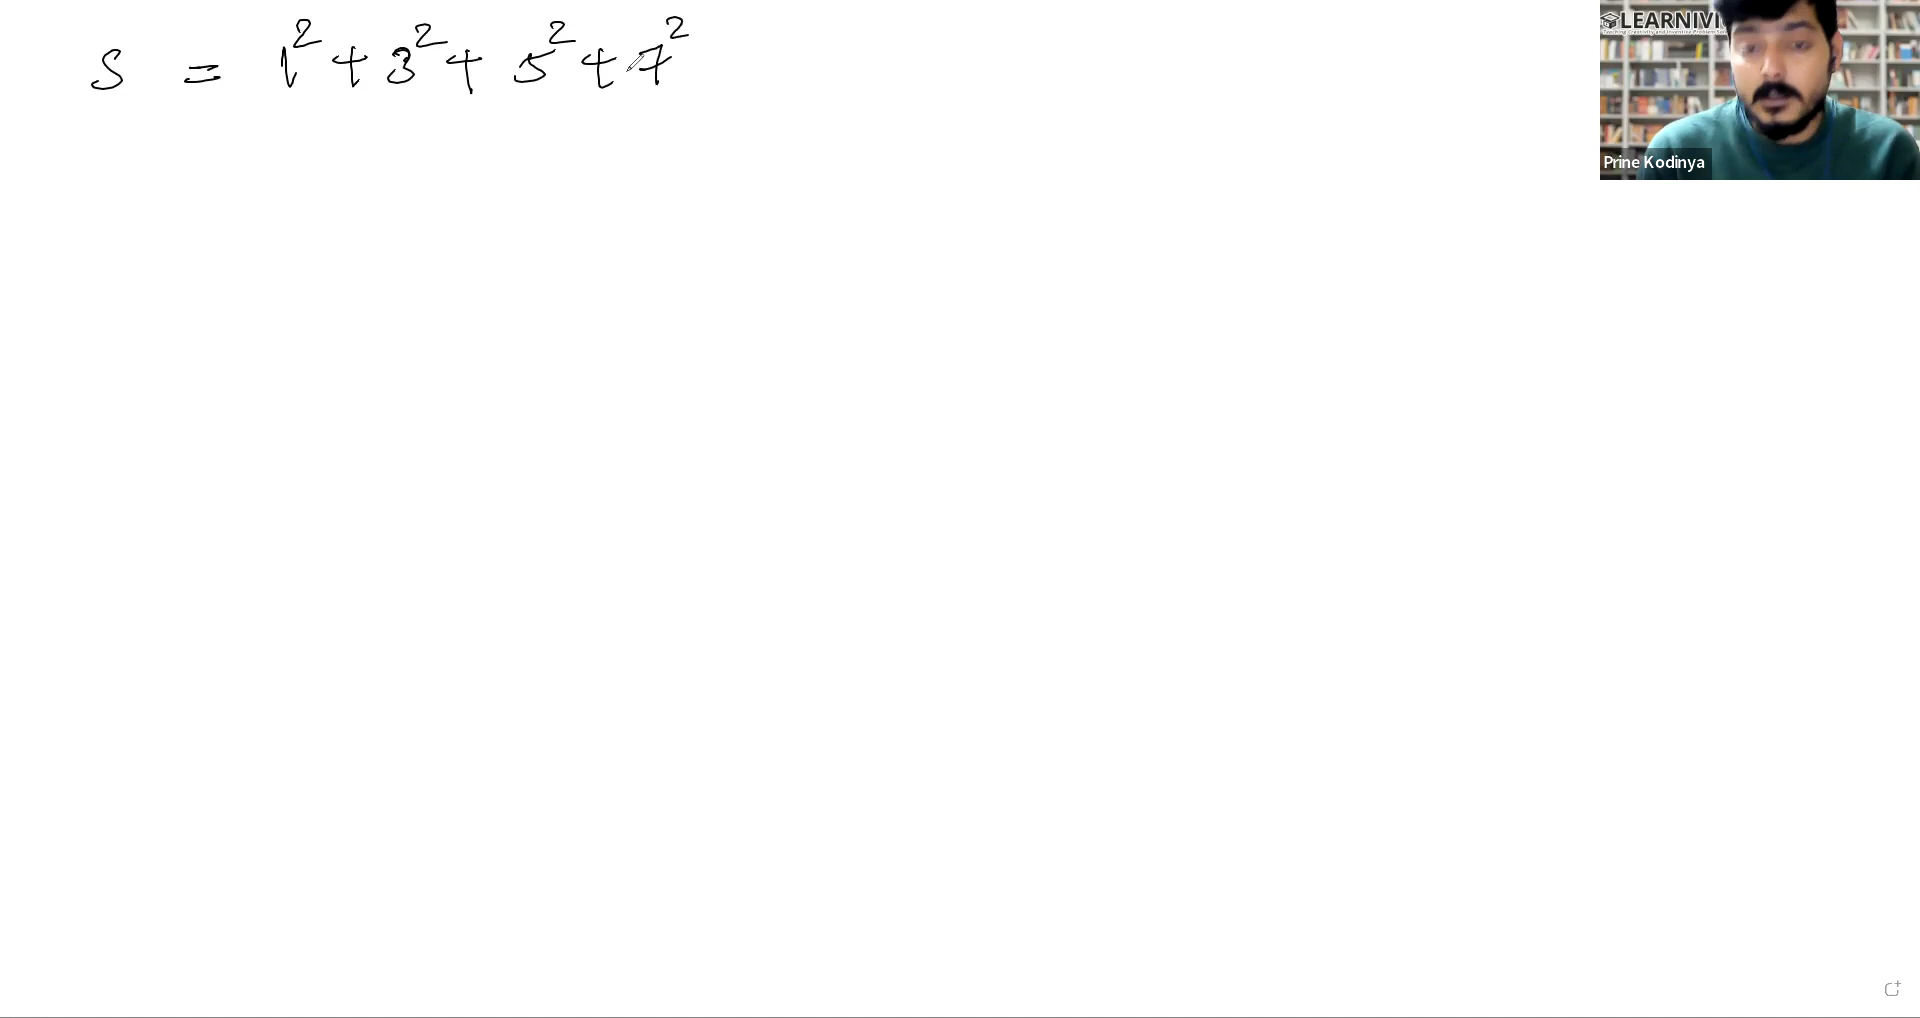 S = 1² + 3² + 5² + 7²
LEARNIVI
Prine Kodinya